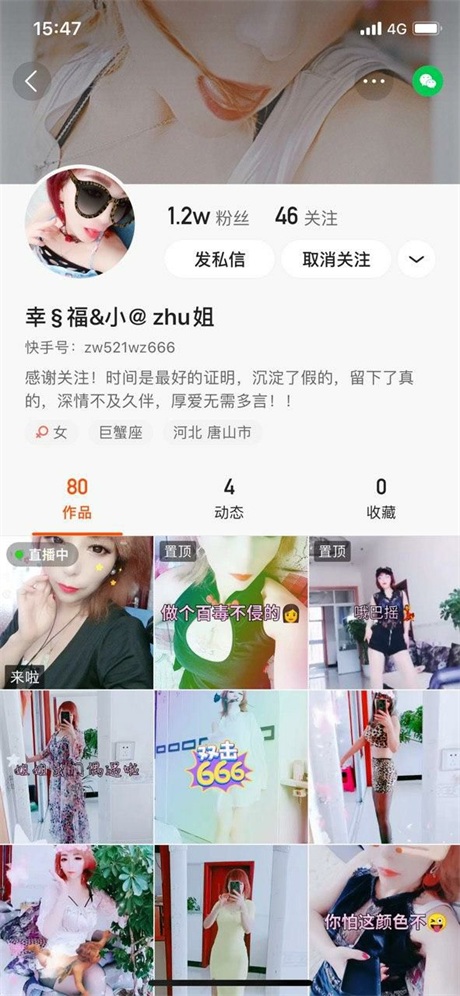 15:47
4G
1.2w 粉丝 46 关注
发私信 取消关注
幸§福&小@ zhu姐
快手号：zw521wz666
感谢关注！时间是最好的证明，沉淀了假的，留下了真
的，深情不及久伴，厚爱无需多言！！
女 巨蟹座 河北 唐山市
80 4 0
作品 动态 收藏
直播中 置顶 置顶
做个百毒不侵的
哦巴摇
来啦
双击
666
你怕这颜色不